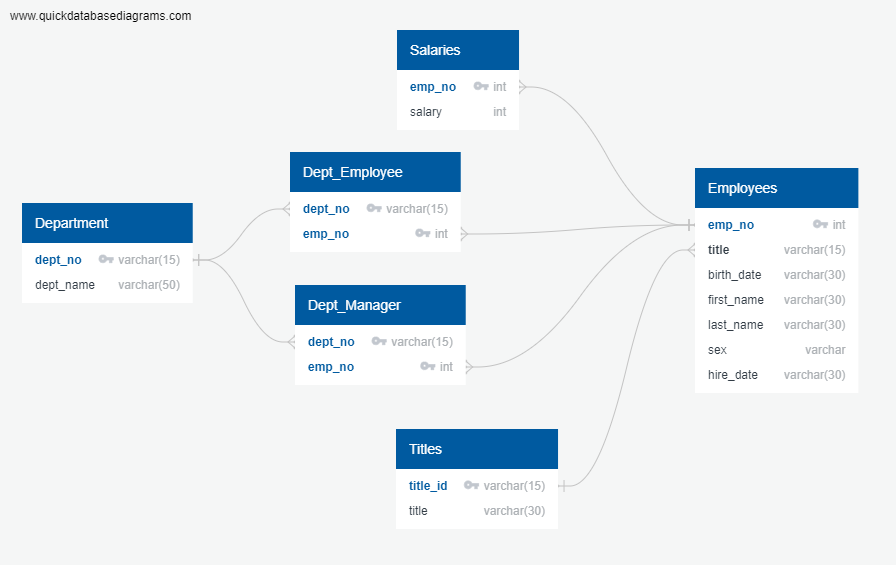 www.quickdatabasediagrams.com
Salaries
emp_no int
salary int
Dept_Employee
dept_no varchar(15)
emp_no int
Employees
emp_no int
title varchar(15)
birth_date varchar(30)
first_name varchar(30)
last_name varchar(30)
sex varchar
hire_date varchar(30)
Department
dept_no varchar(15)
dept_name varchar(50)
Dept_Manager
dept_no varchar(15)
emp_no int
Titles
title_id varchar(15)
title varchar(30)